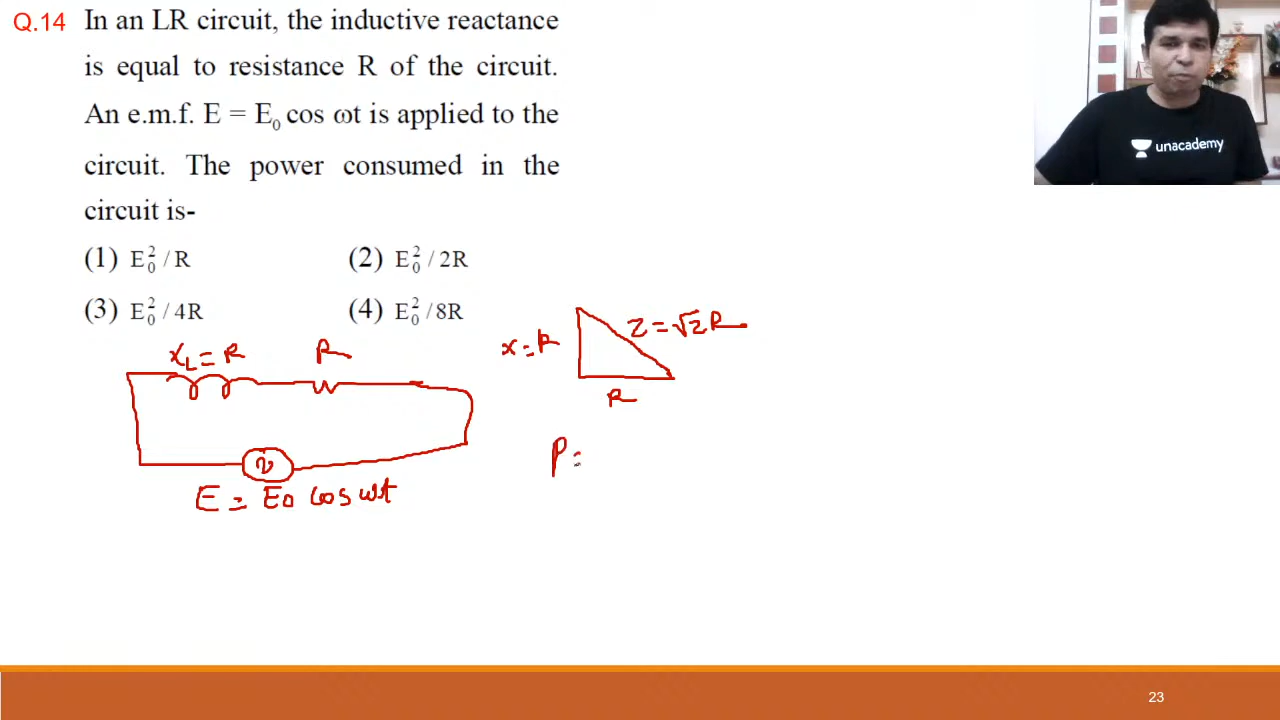 Q.14 In an LR circuit, the inductive reactance
is equal to resistance R of the circuit.
An e.m.f. E = E₀ cos ωt is applied to the
circuit. The power consumed in the
circuit is-
(1) E₀² / R (2) E₀² / 2R
(3) E₀² / 4R (4) E₀² / 8R
X_L = R R
E = E₀ cos ωt
x = R
Z = √2 R
R
P =
unacademy
23